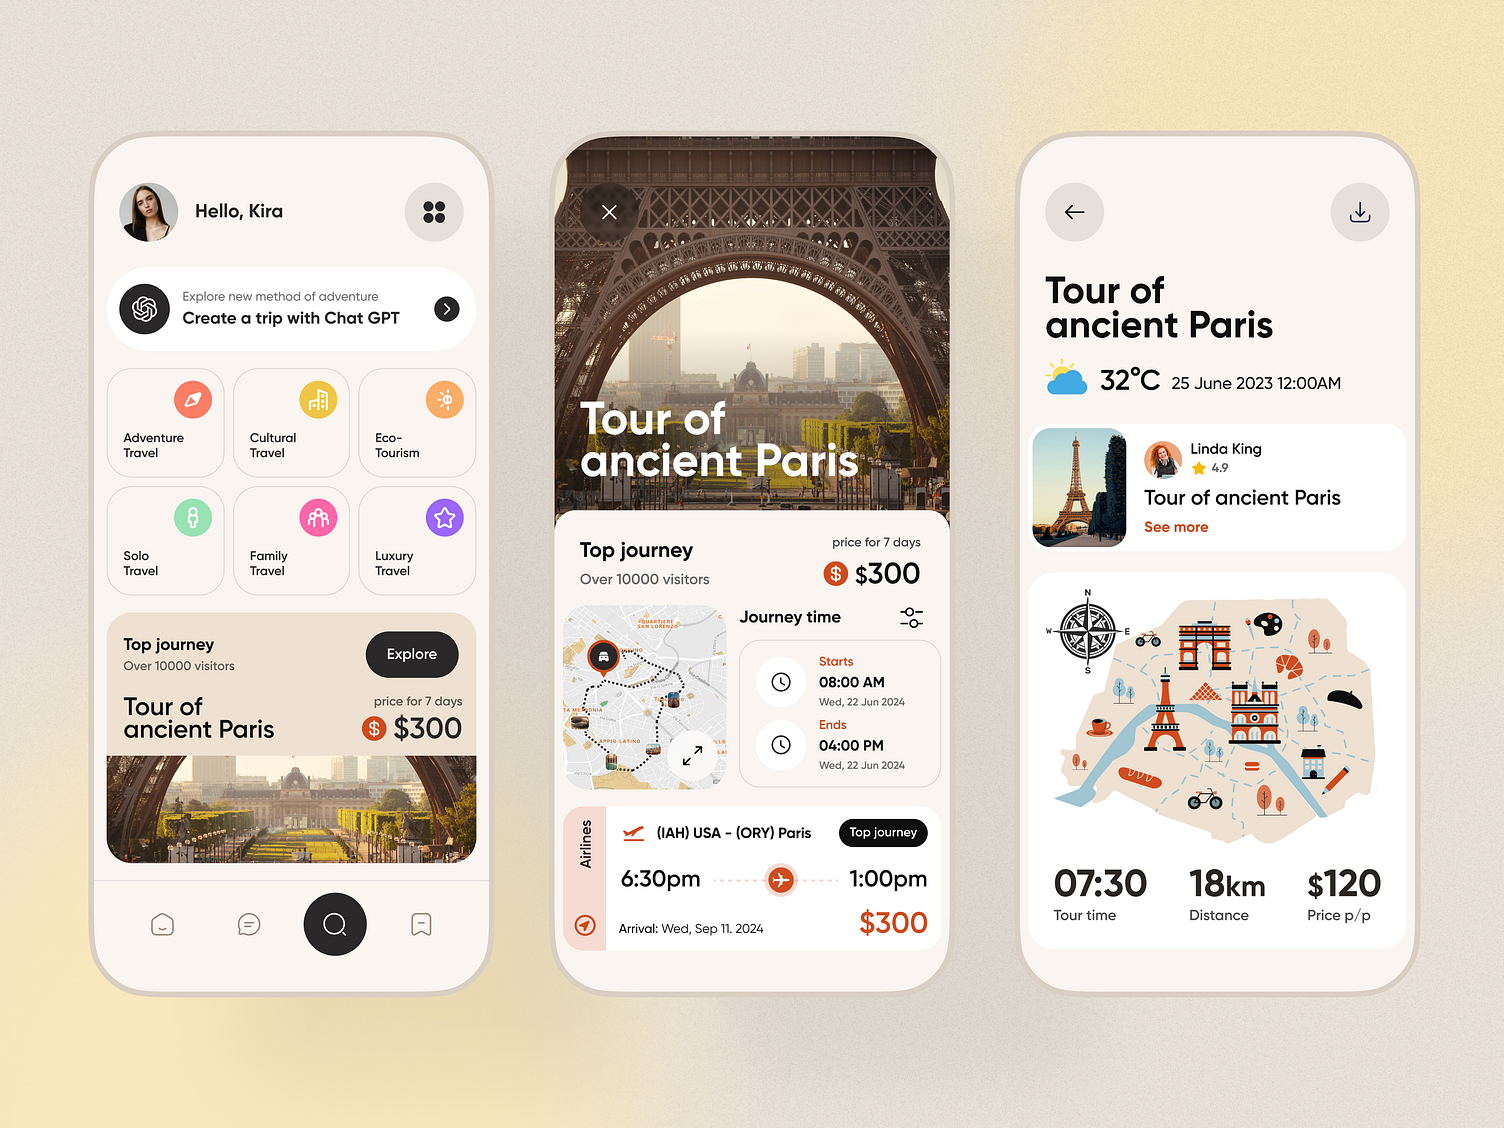 Hello, Kira
Explore new method of adventure
Create a trip with Chat GPT
Adventure
Travel
Cultural
Travel
Eco-
Tourism
Solo
Travel
Family
Travel
Luxury
Travel
Top journey
Over 10000 visitors
Explore
Tour of
ancient Paris
price for 7 days
$ $300
Tour of
ancient Paris
Top journey
Over 10000 visitors
price for 7 days
$ $300
QUARTIERE
SAN LORENZO
APPIO-LATINO
Journey time
Starts
08:00 AM
Wed, 22 Jun 2024
Ends
04:00 PM
Wed, 22 Jun 2024
Airlines
(IAH) USA - (ORY) Paris
Top journey
6:30pm
1:00pm
Arrival: Wed, Sep 11. 2024
$300
Tour of
ancient Paris
32°C 25 June 2023 12:00AM
Linda King
4.9
Tour of ancient Paris
See more
N
W
E
S
07:30
Tour time
18km
Distance
$120
Price p/p